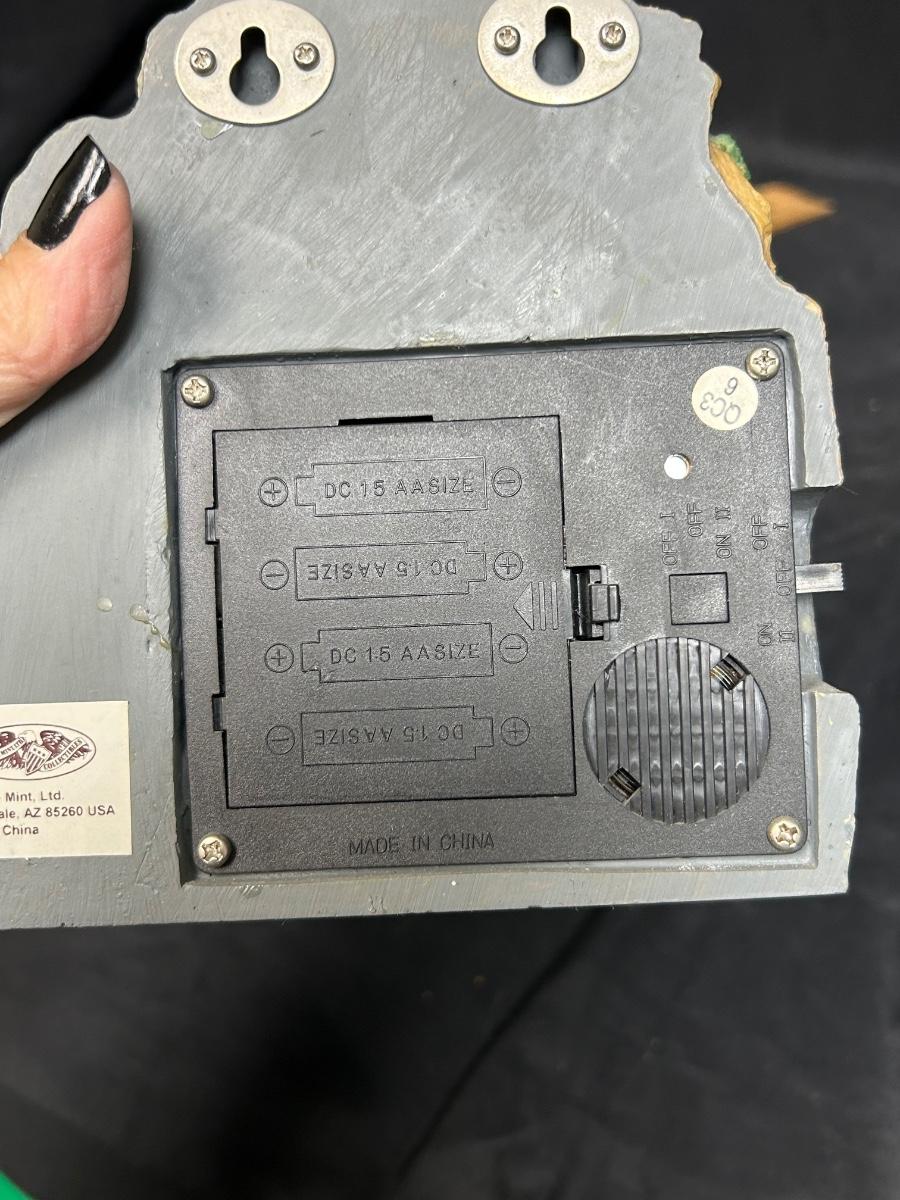 QC3
6
DC 1.5 AA SIZE
OFF I
OFF
ON II
OFF
OFF I
ON
II
DC 1.5 AA SIZE
DC 1.5 AA SIZE
DC 1.5 AA SIZE
COLLECTIBLES
Mint, Ltd.
ale, AZ 85260 USA
China
MADE IN CHINA